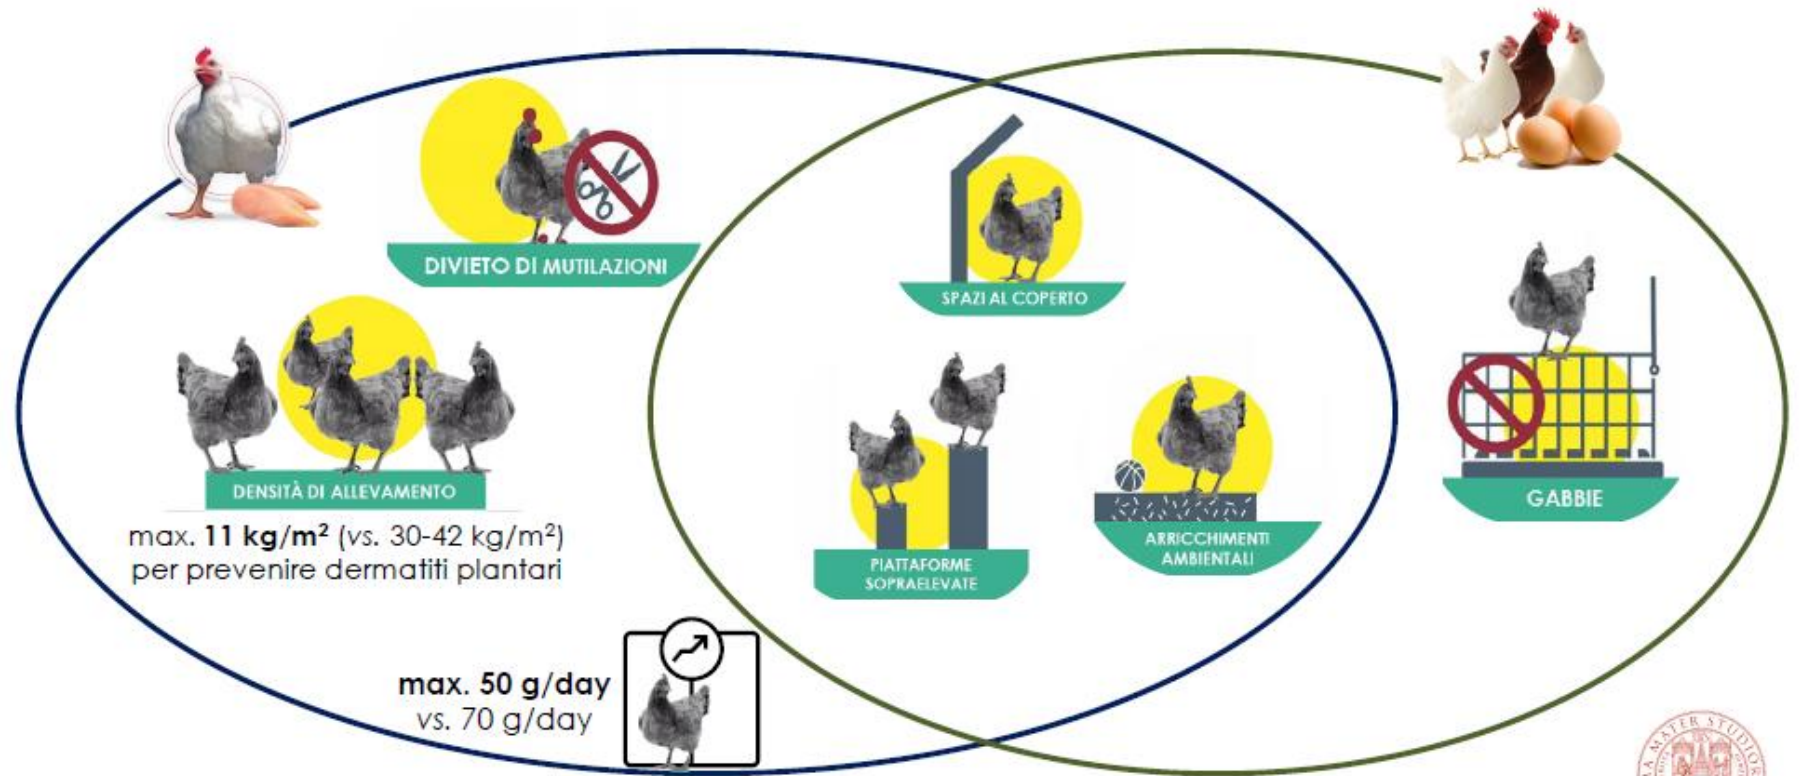 DIVIETO DI MUTILAZIONI
SPAZI AL COPERTO
DENSITÀ DI ALLEVAMENTO
max. 11 kg/m² (vs. 30-42 kg/m²)
per prevenire dermatiti plantari
PIATTAFORME
SOPRAELEVATE
ARRICCHIMENTI
AMBIENTALI
GABBIE
max. 50 g/day
vs. 70 g/day